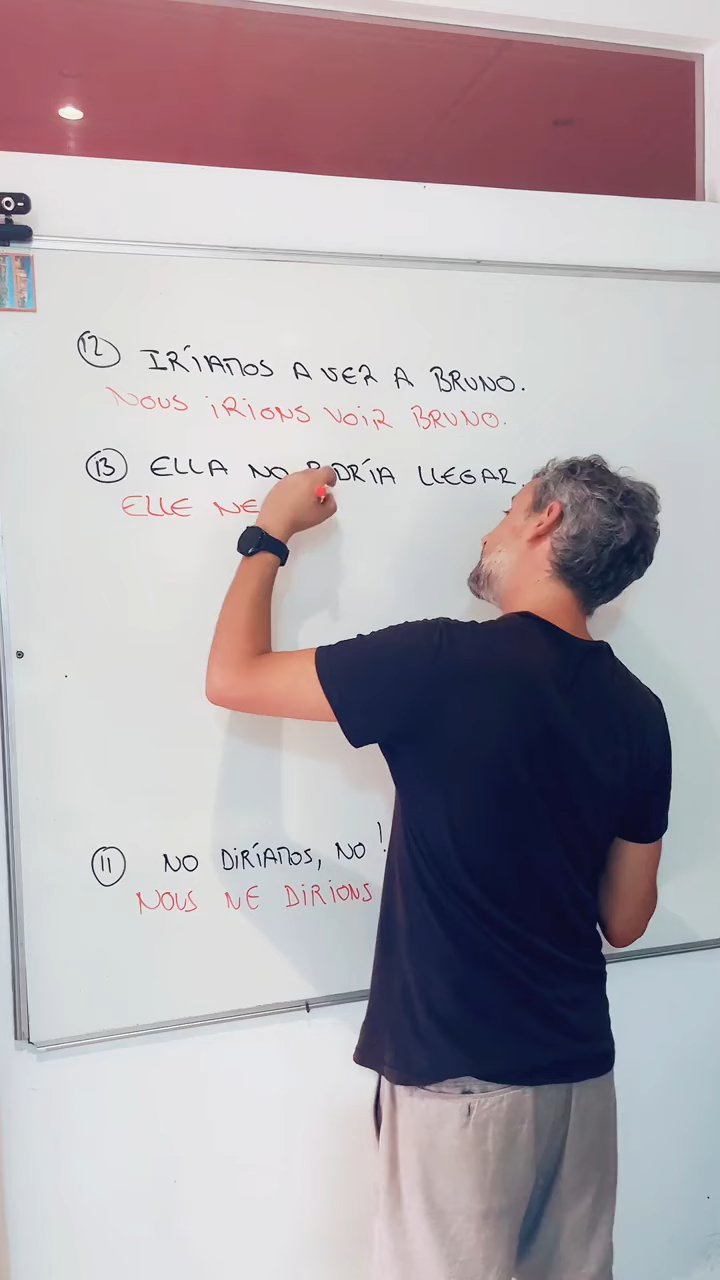 12 IRÍAMOS A VER A BRUNO.
NOUS IRIONS VOIR BRUNO.
13 ELLA NO PODRÍA LLEGAR.
ELLE NE
11 NO DIRÍAMOS, NO!
NOUS NE DIRIONS